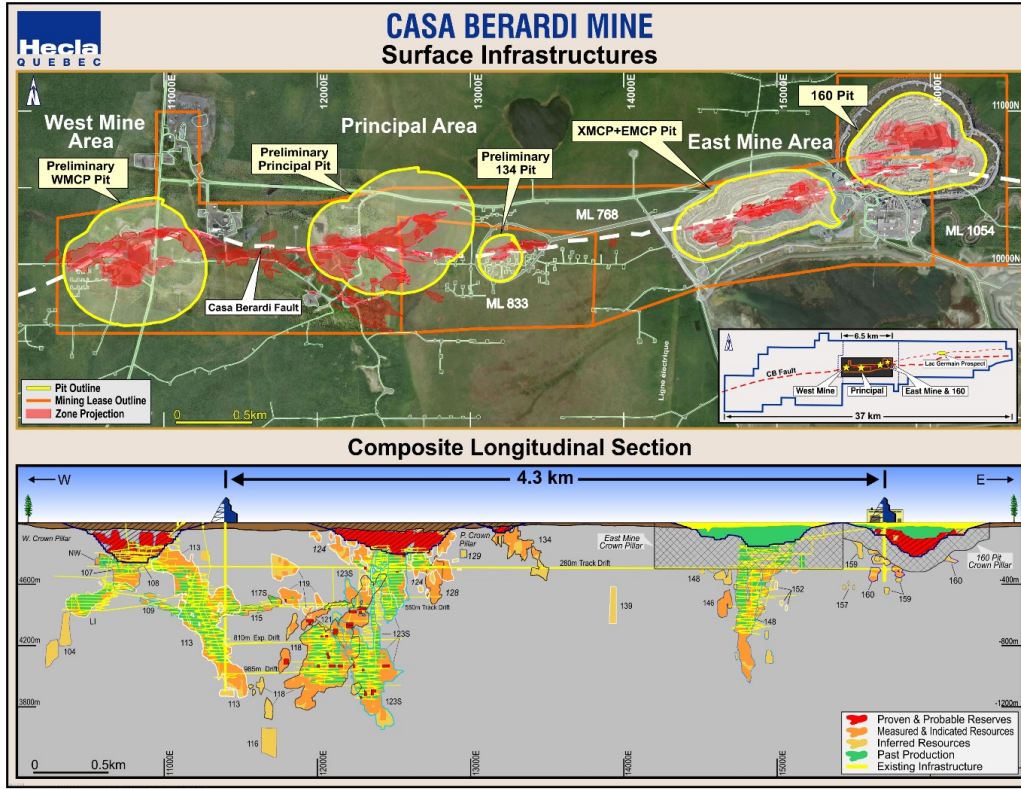 Hecla
QUEBEC
CASA BERARDI MINE
Surface Infrastructures
11000E
12000E
13000E
14000E
15000E
16000E
11000N
10000N
West Mine
Area
Principal Area
East Mine Area
160 Pit
XMCP+EMCP Pit
Preliminary
WMCP Pit
Preliminary
Principal Pit
Preliminary
134 Pit
ML 768
ML 1054
ML 833
Casa Berardi Fault
Ligne électrique
Pit Outline
Mining Lease Outline
Zone Projection
0 0.5km
6.5 km
CB Fault
Lac Germain Prospect
West Mine
Principal
East Mine & 160
37 km
Composite Longitudinal Section
W
4.3 km
E
W. Crown Pillar
P. Crown
Pillar
East Mine
Crown Pillar
160 Pit
Crown Pillar
NW
113
124
123S
124
129
134
107
108
119
117S
128
280m Track Drift
550m Track Drift
148
159
160
152
157
160
159
4600m
-400m
109
LI
115
121
139
146
148
104
113
810m Exp. Drift
118
123S
4200m
-800m
985m Drift
118
113
123S
3800m
-1200m
116
Proven & Probable Reserves
Measured & Indicated Resources
Inferred Resources
Past Production
Existing Infrastructure
0 0.5km
11000E
12000E
13000E
14000E
15000E